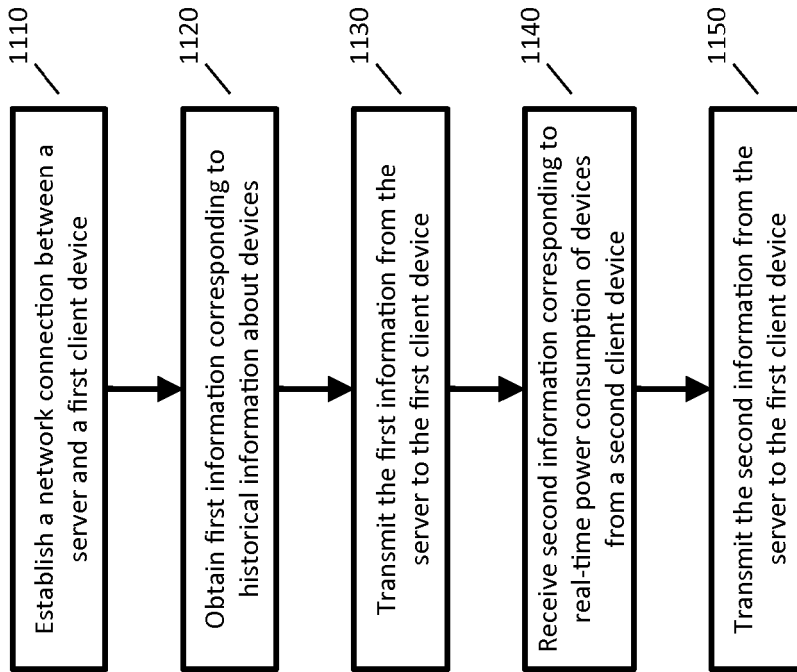 Establish a network connection between a
server and a first client device
1110
Obtain first information corresponding to
historical information about devices
1120
Transmit the first information from the
server to the first client device
1130
Receive second information corresponding to
real-time power consumption of devices
from a second client device
1140
Transmit the second information from the
server to the first client device
1150